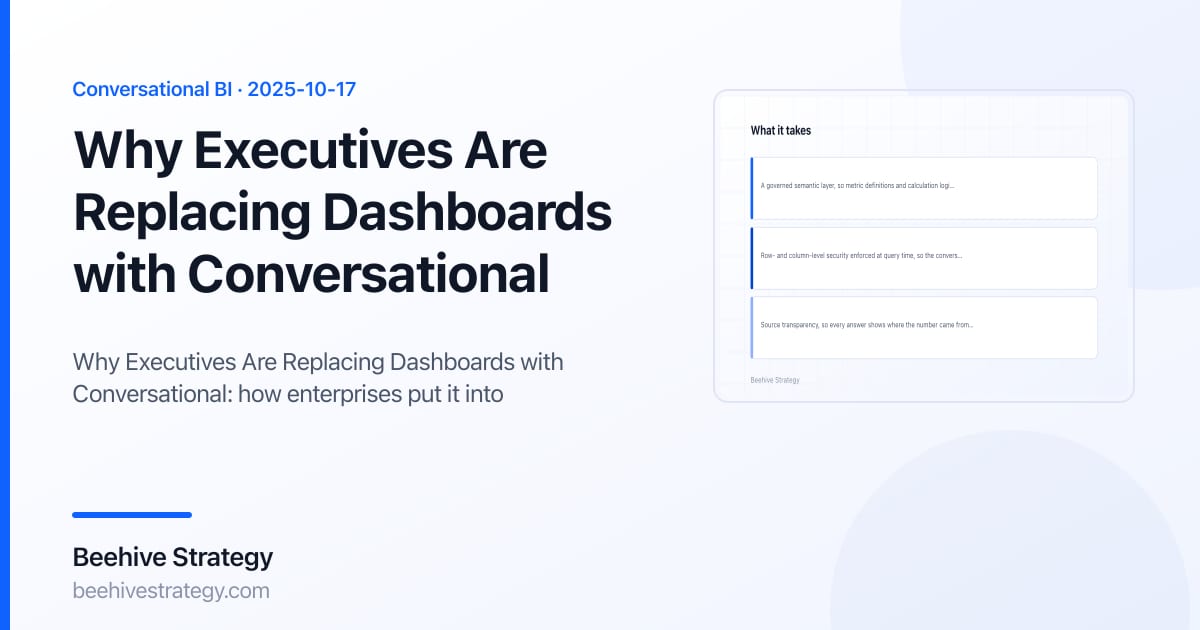 Conversational BI · 2025-10-17
Why Executives Are
Replacing Dashboards
with Conversational
Why Executives Are Replacing Dashboards with
Conversational: how enterprises put it into
Beehive Strategy
beehivestrategy.com
What it takes
A governed semantic layer, so metric definitions and calculation logi...
Row- and column-level security enforced at query time, so the convers...
Source transparency, so every answer shows where the number came from...
Beehive Strategy